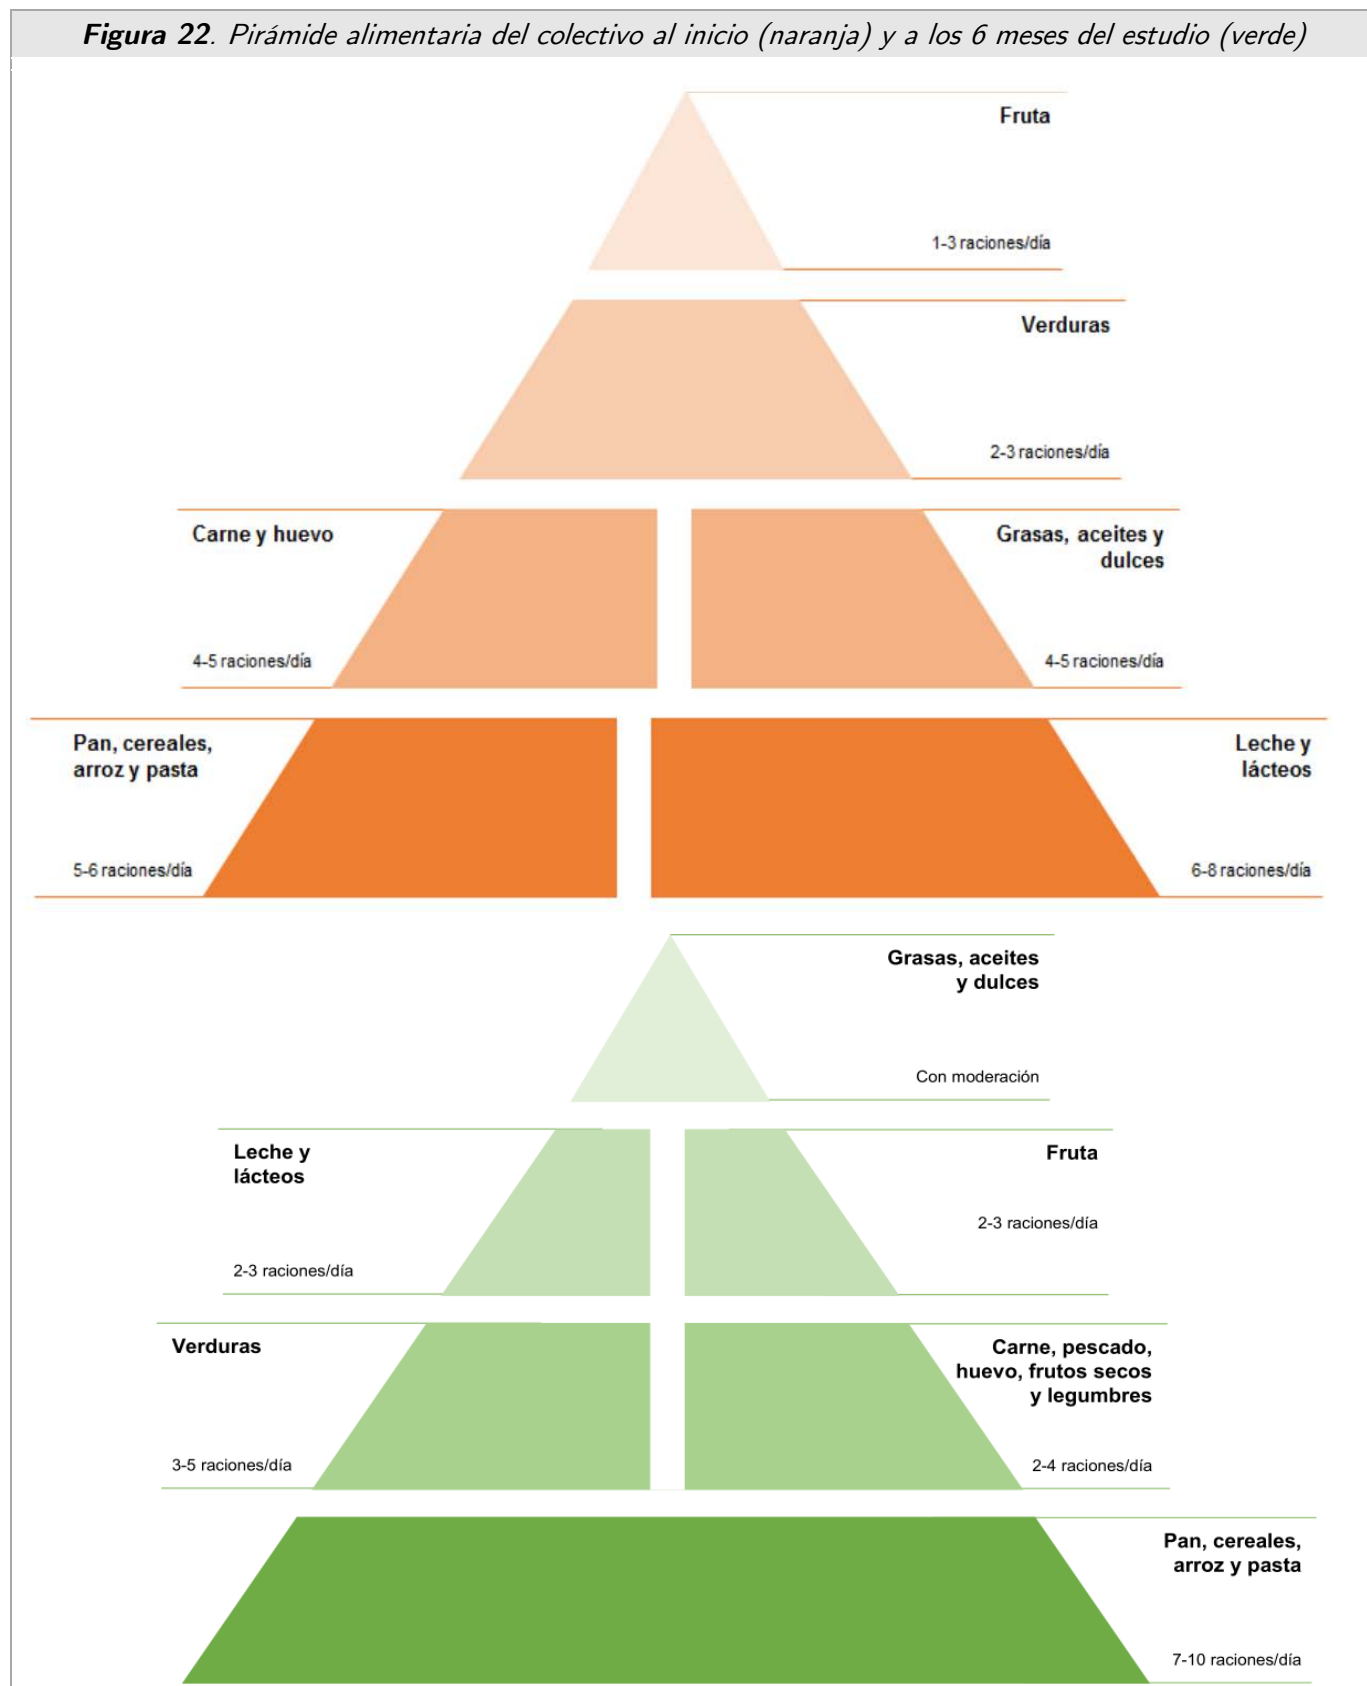 Figura 22. Pirámide alimentaria del colectivo al inicio (naranja) y a los 6 meses del estudio (verde)
Fruta
1-3 raciones/día
Verduras
2-3 raciones/día
Carne y huevo
4-5 raciones/día
Grasas, aceites y
dulces
4-5 raciones/día
Pan, cereales,
arroz y pasta
5-6 raciones/día
Leche y
lácteos
6-8 raciones/día
Grasas, aceites
y dulces
Con moderación
Leche y
lácteos
2-3 raciones/día
Fruta
2-3 raciones/día
Verduras
3-5 raciones/día
Carne, pescado,
huevo, frutos secos
y legumbres
2-4 raciones/día
Pan, cereales,
arroz y pasta
7-10 raciones/día